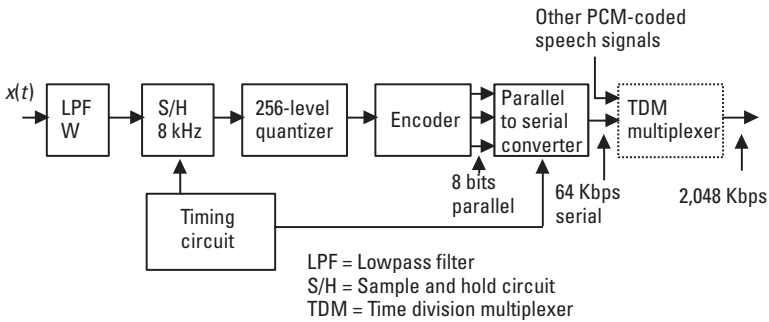 Other PCM-coded
speech signals
x(t)
LPF
W
S/H
8 kHz
256-level
quantizer
Encoder
Parallel
to serial
converter
TDM
multiplexer
8 bits
parallel
64 Kbps
serial
2,048 Kbps
Timing
circuit
LPF = Lowpass filter
S/H = Sample and hold circuit
TDM = Time division multiplexer